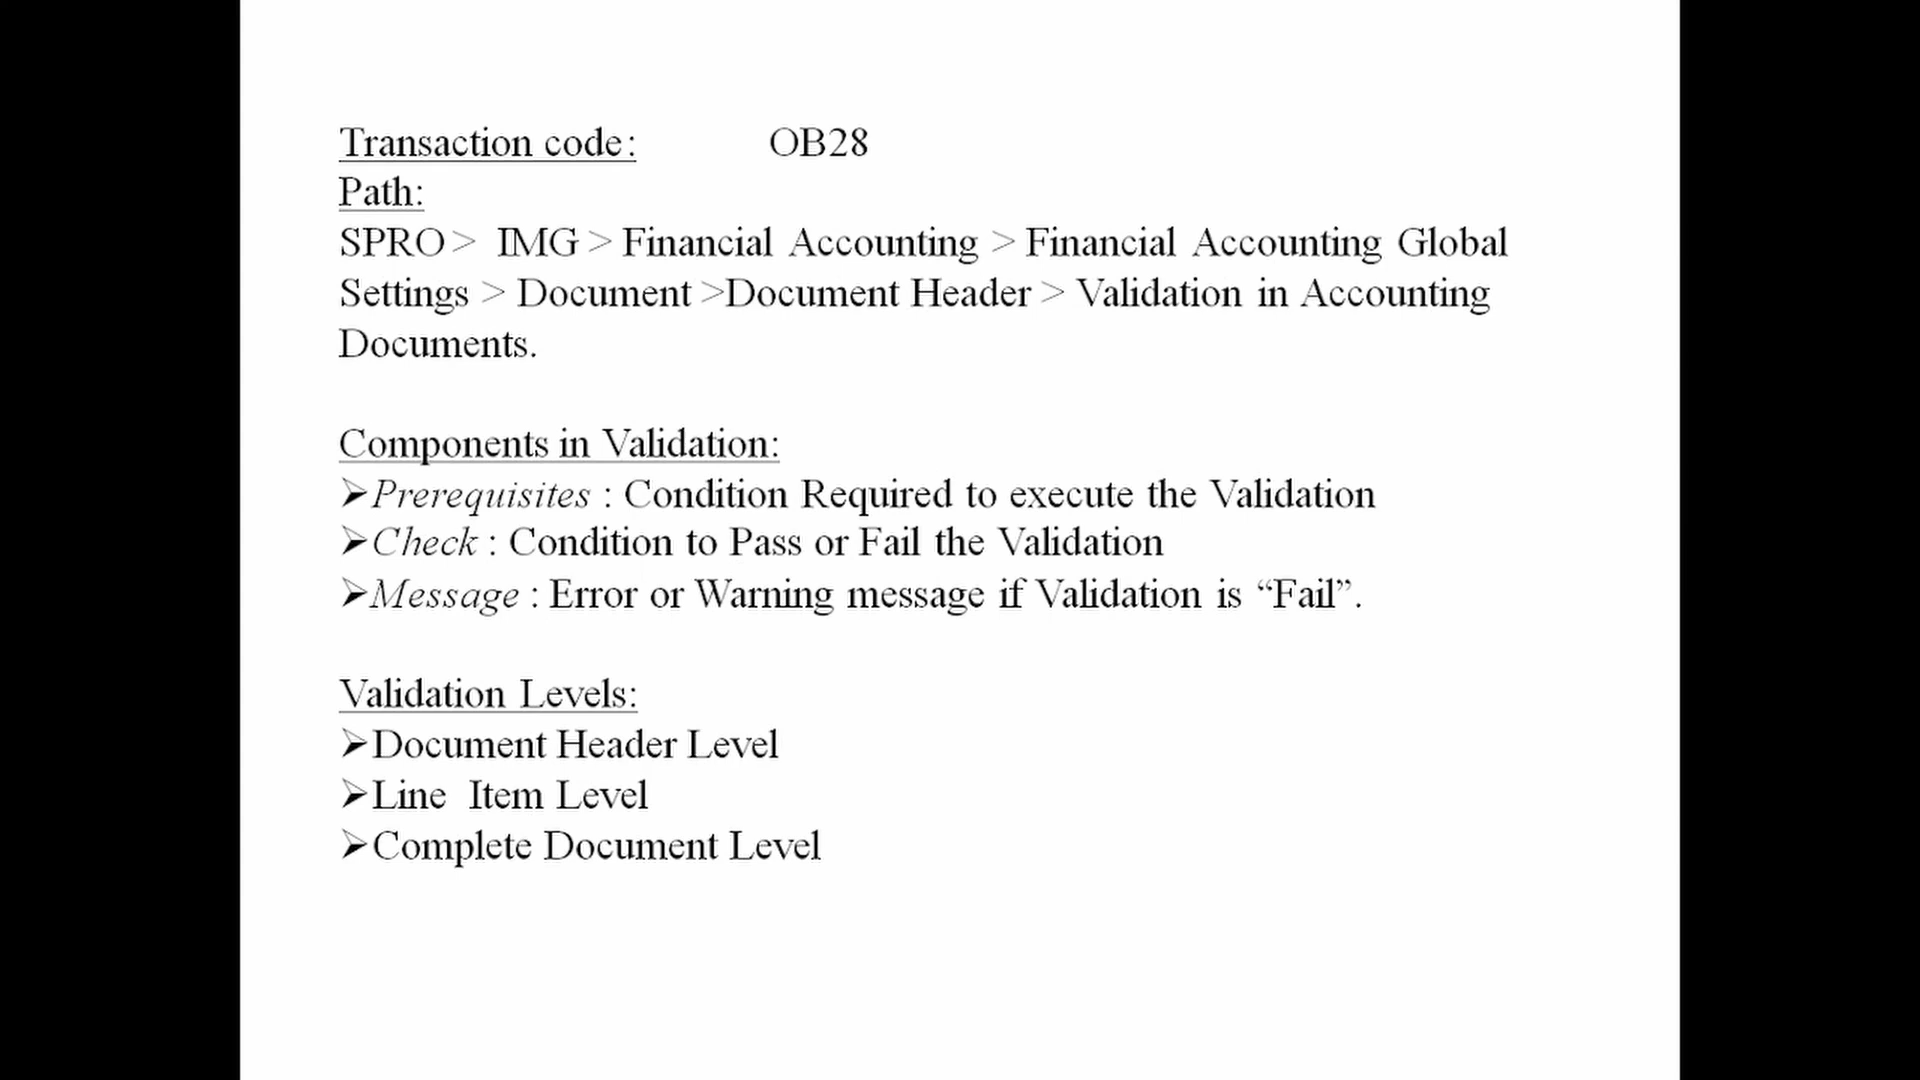 Transaction code: OB28
Path:
SPRO > IMG > Financial Accounting > Financial Accounting Global
Settings > Document >Document Header > Validation in Accounting
Documents.
Components in Validation:
➢Prerequisites : Condition Required to execute the Validation
➢Check : Condition to Pass or Fail the Validation
➢Message : Error or Warning message if Validation is “Fail”.
Validation Levels:
➢Document Header Level
➢Line Item Level
➢Complete Document Level